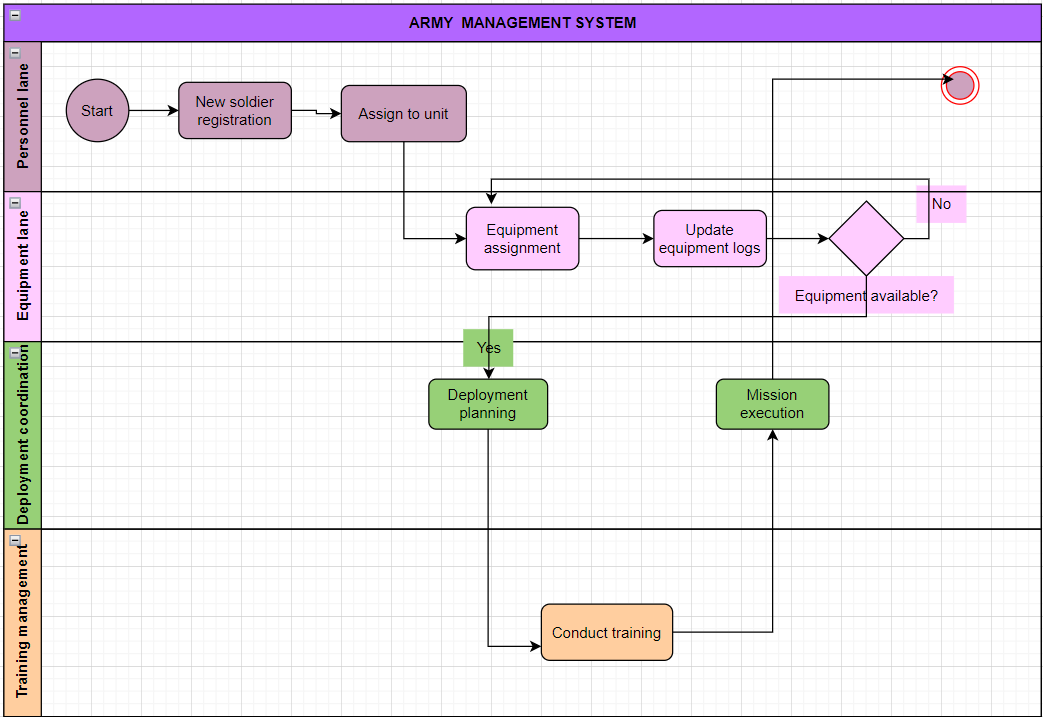 ARMY MANAGEMENT SYSTEM
Personnel lane
Start
New soldier
registration
Assign to unit
Equipment lane
Equipment
assignment
Update
equipment logs
No
Equipment available?
Deployment coordination
Yes
Deployment
planning
Mission
execution
Training management
Conduct training